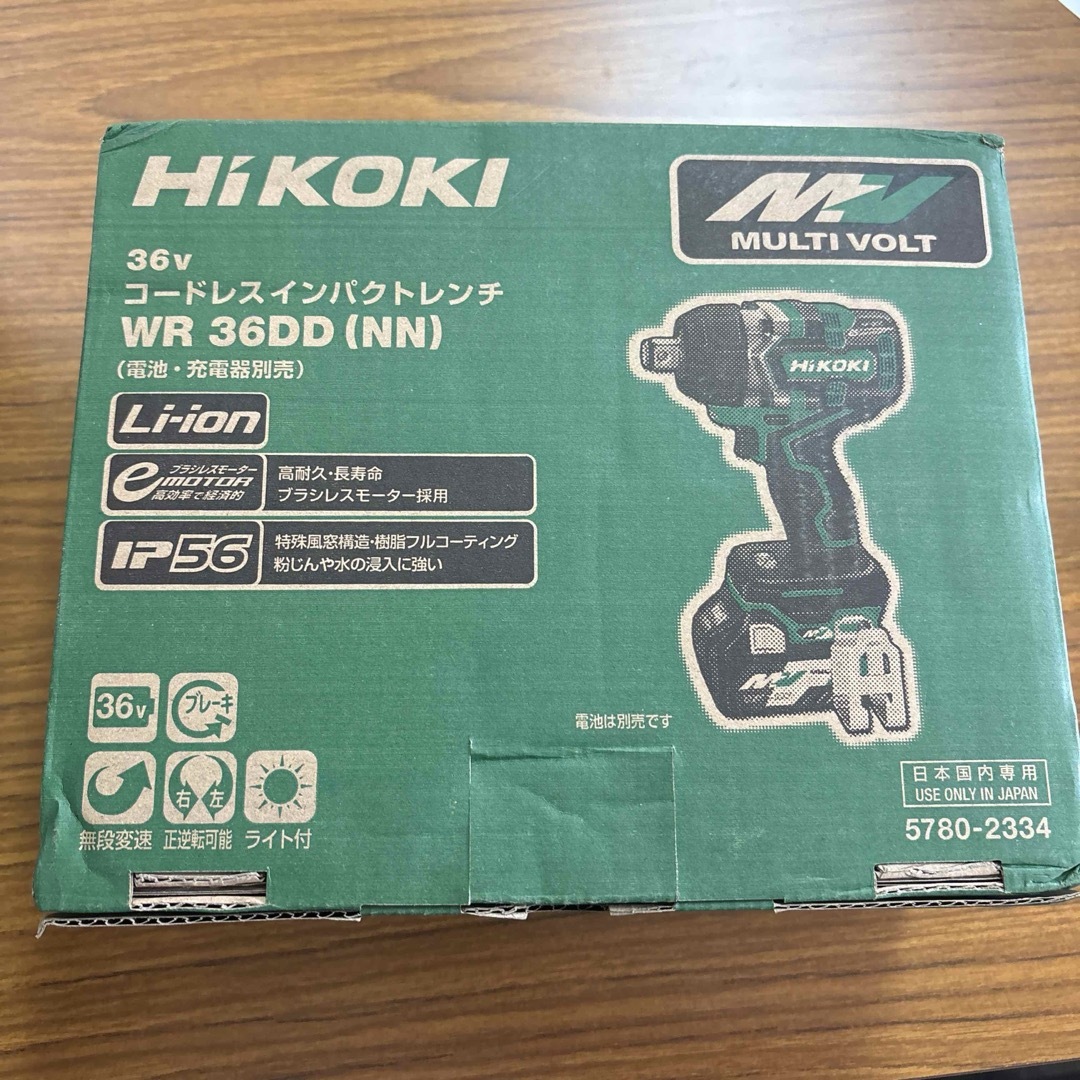 HiKOKI
MV
MULTI VOLT
36v
コードレスインパクトレンチ
WR 36DD (NN)
(電池・充電器別売)
Li-ion
ブラシレスモーター
eMOTOR
高効率で経済的
高耐久・長寿命
ブラシレスモーター採用
IP56
特殊風窓構造・樹脂フルコーティング
粉じんや水の浸入に強い
HiKOKI
MV
MV
36v
ブレーキ
右 左
無段変速 正逆転可能 ライト付
電池は別売です
日本国内専用
USE ONLY IN JAPAN
5780-2334